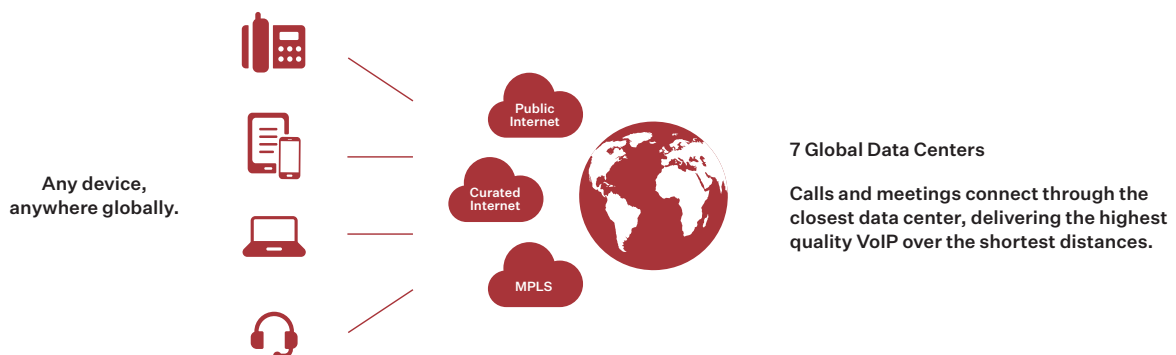 Any device,
anywhere globally.
Public
Internet
Curated
Internet
MPLS
7 Global Data Centers
Calls and meetings connect through the
closest data center, delivering the highest
quality VoIP over the shortest distances.